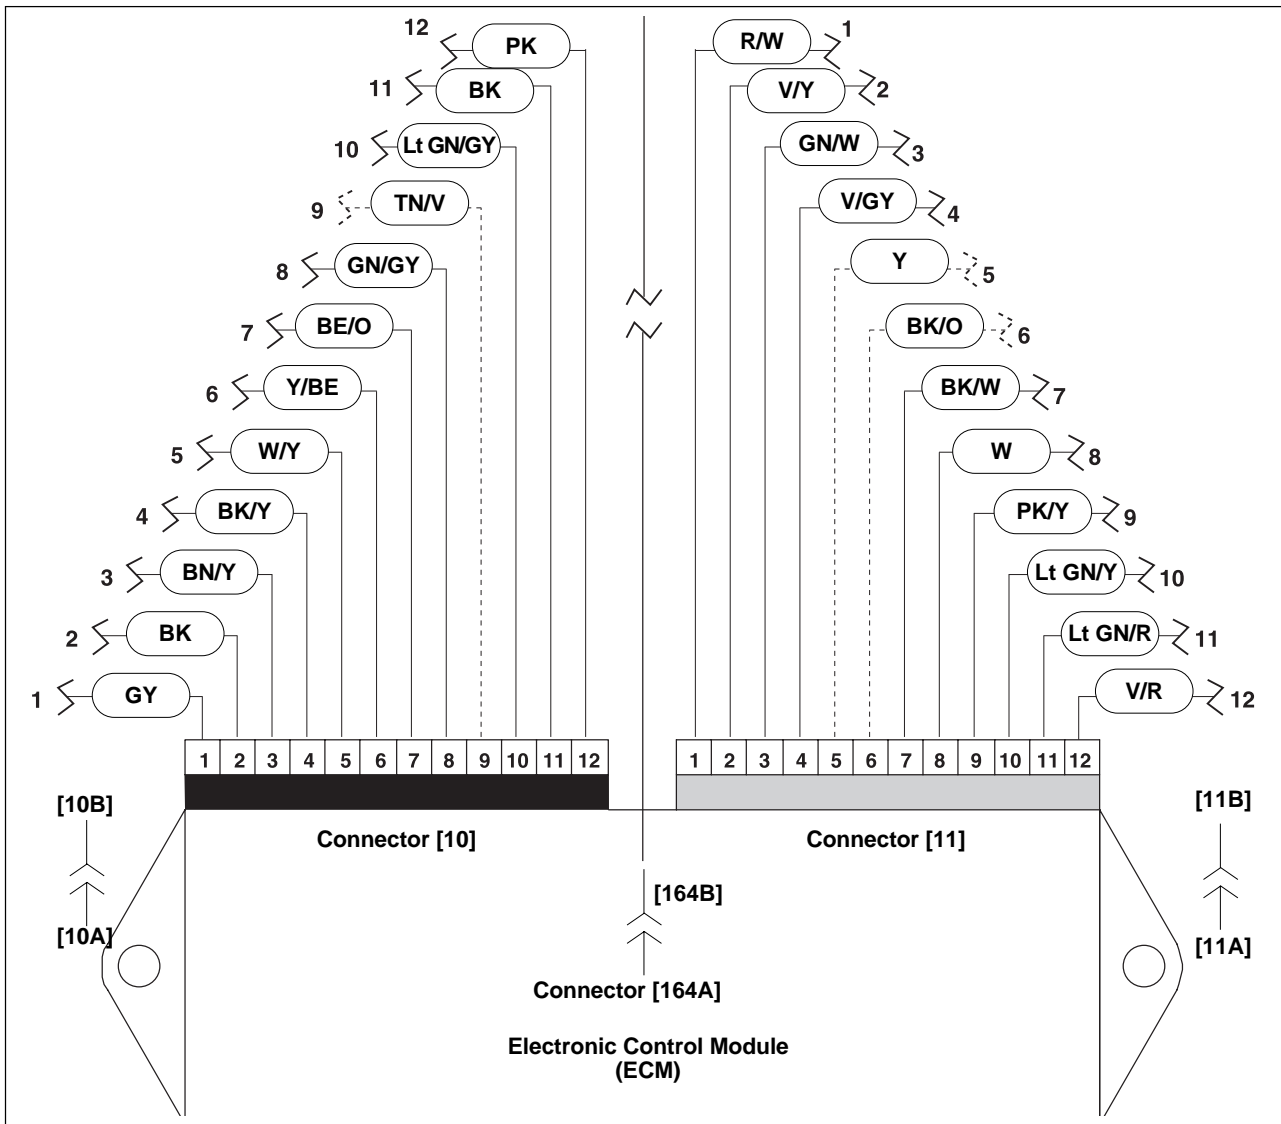 12 PK R/W 1
11 BK V/Y 2
10 Lt GN/GY GN/W 3
9 TN/V V/GY 4
8 GN/GY Y 5
7 BE/O BK/O 6
6 Y/BE BK/W 7
5 W/Y W 8
4 BK/Y PK/Y 9
3 BN/Y Lt GN/Y 10
2 BK Lt GN/R 11
1 GY V/R 12
1 2 3 4 5 6 7 8 9 10 11 12 1 2 3 4 5 6 7 8 9 10 11 12
[10B] [11B]
Connector [10] Connector [11]
[164B]
[10A] [11A]
Connector [164A]
Electronic Control Module
(ECM)